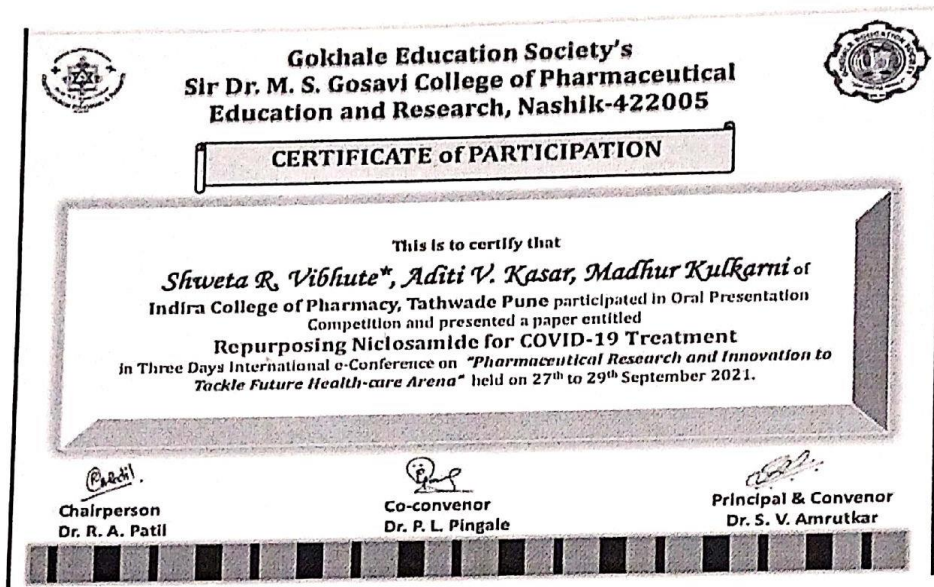 Gokhale Education Society's
Sir Dr. M. S. Gosavi College of Pharmaceutical
Education and Research, Nashik-422005
CERTIFICATE of PARTICIPATION
This is to certify that
Shweta R. Vibhute*, Aditi V. Kasar, Madhur Kulkarni of
Indira College of Pharmacy, Tathwade Pune participated in Oral Presentation
Competition and presented a paper entitled
Repurposing Niclosamide for COVID-19 Treatment
in Three Days International e-Conference on "Pharmaceutical Research and Innovation to
Tackle Future Health-care Arena" held on 27th to 29th September 2021.
Chairperson
Dr. R. A. Patil
Co-convenor
Dr. P. L. Pingale
Principal & Convenor
Dr. S. V. Amrutkar